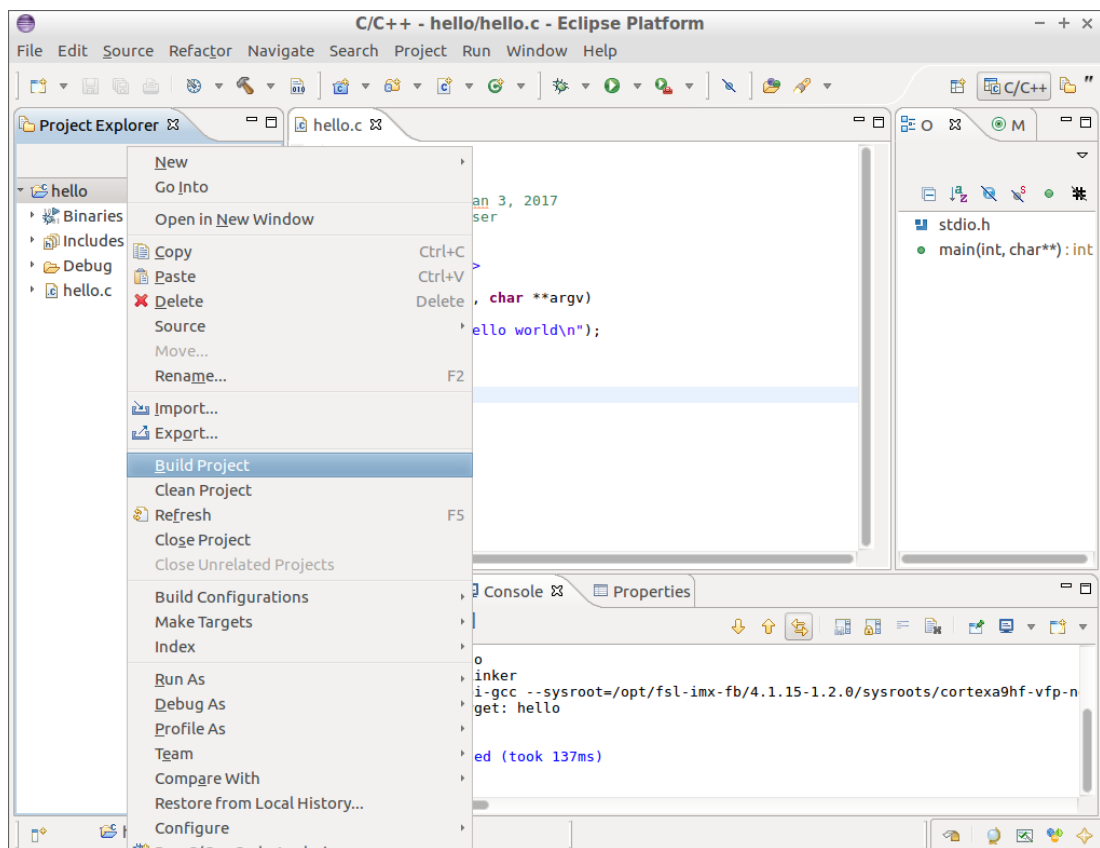 C/C++ - hello/hello.c - Eclipse Platform
File Edit Source Refactor Navigate Search Project Run Window Help
C/C++
Project Explorer
hello.c
O
M
hello
Binaries
Includes
Debug
hello.c
New
Go Into
Open in New Window
Copy Ctrl+C
Paste Ctrl+V
Delete Delete
Source
Move...
Rename... F2
Import...
Export...
Build Project
Clean Project
Refresh F5
Close Project
Close Unrelated Projects
Build Configurations
Make Targets
Index
Run As
Debug As
Profile As
Team
Compare With
Restore from Local History...
Configure
an 3, 2017
ser
>
, char **argv)
ello world\n");
stdio.h
main(int, char**) : int
Console
Properties
o
inker
i-gcc --sysroot=/opt/fsl-imx-fb/4.1.15-1.2.0/sysroots/cortexa9hf-vfp-n
get: hello
ed (took 137ms)